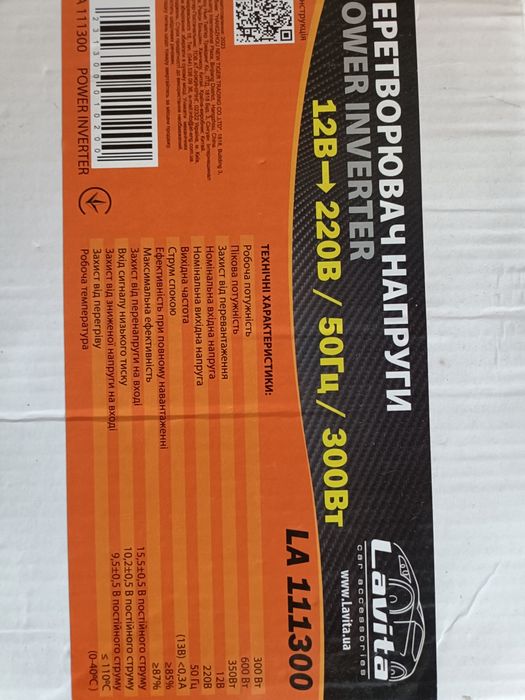 ЕРЕТВОРЮВАЧ НАПРУГИ
OWER INVERTER
12В→220В / 50Гц / 300Вт
Lavita
car accessories
www.Lavita.ua
LA 111300
ТЕХНІЧНІ ХАРАКТЕРИСТИКИ:
Робоча потужність 300 Вт
Пікова потужність 600 Вт
Захист від перевантаження 350Вт
Номінальна вхідна напруга 12В
Номінальна вихідна напруга 220В
Вихідна частота 50 Гц
Струм спокою (13В) <0.3А
Ефективність при повному навантаженні ≥85%
Максимальна ефективність ≥87%
Захист від перенапруги на вході 15,5±0,5 В постійного струму
Вхід сигналу низького тиску 10,2±0,5 В постійного струму
Захист від зниженої напруги на вході 9,5±0,5 В постійного струму
Захист від перегріву ≤ 110ºС
Робоча температура (0-40ºС)
нструкція
A 111300 POWER INVERTER